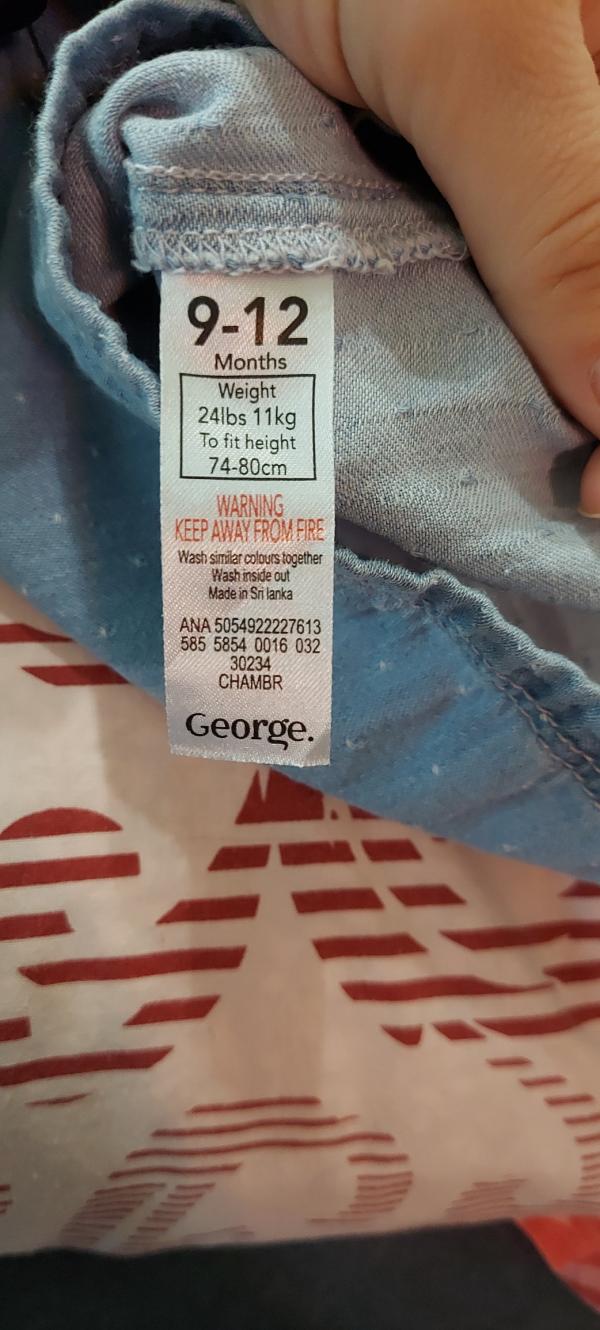 9-12
Months
Weight
24lbs 11kg
To fit height
74-80cm
WARNING
KEEP AWAY FROM FIRE
Wash similar colours together
Wash inside out
Made in Sri lanka
ANA 5054922227613
585 5854 0016 032
30234
CHAMBR
George.